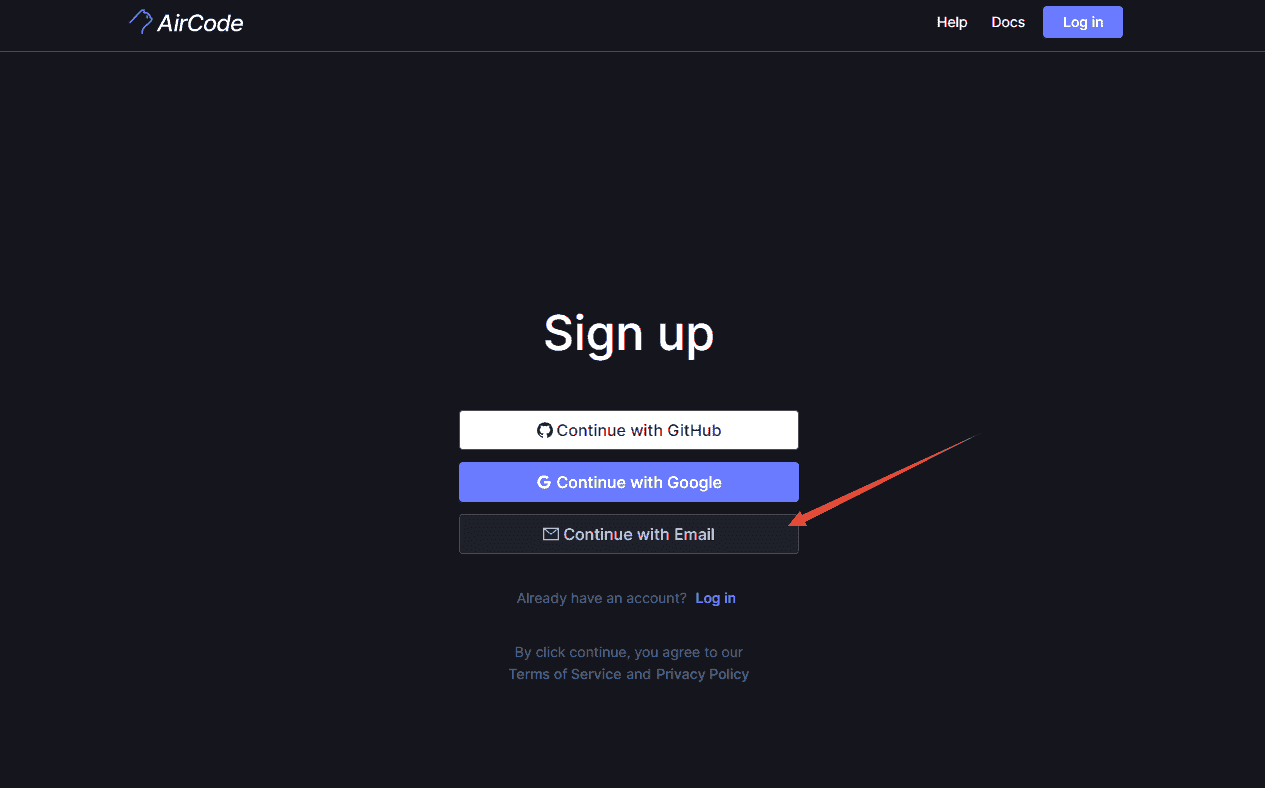 AirCode
Help Docs Log in
Sign up
Continue with GitHub
Continue with Google
Continue with Email
Already have an account? Log in
By click continue, you agree to our
Terms of Service and Privacy Policy